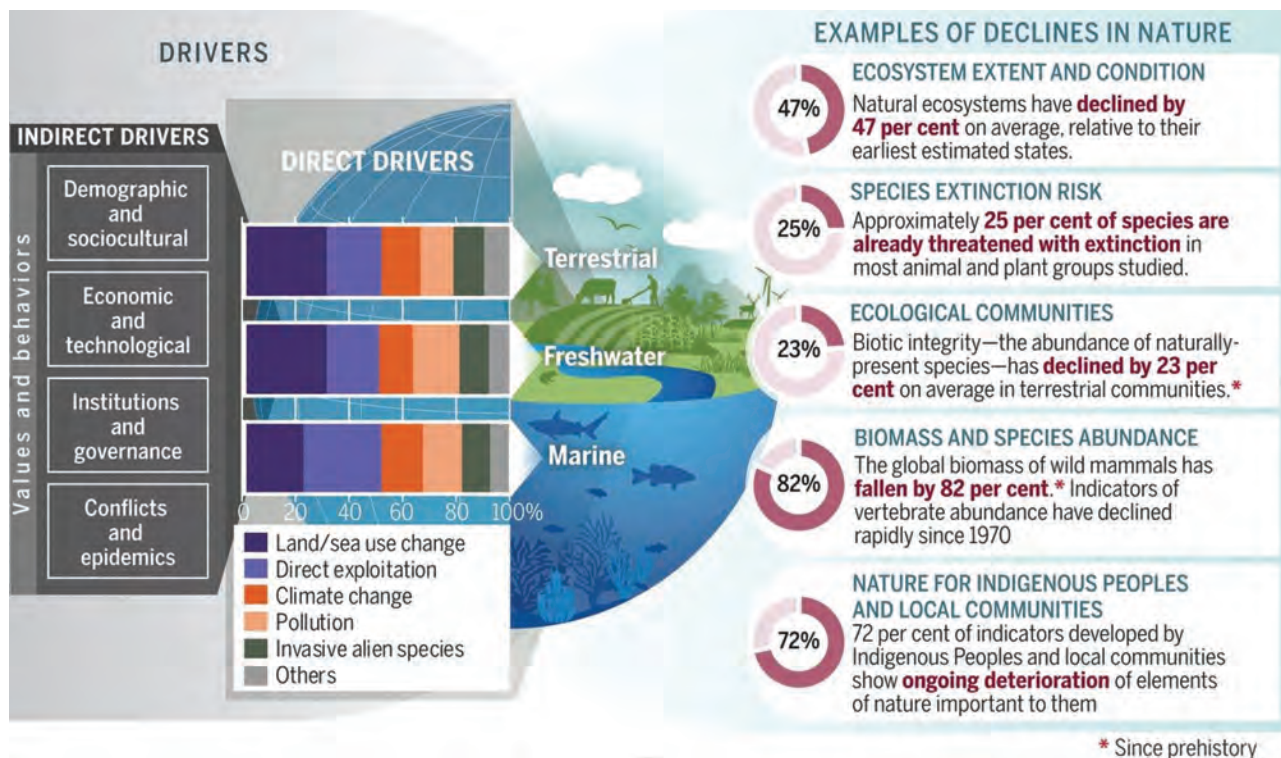 DRIVERS
INDIRECT DRIVERS
Values and behaviors
Demographic
and
sociocultural
Economic
and
technological
Institutions
and
governance
Conflicts
and
epidemics
DIRECT DRIVERS
Terrestrial
Freshwater
Marine
0 20 40 60 80 100%
Land/sea use change
Direct exploitation
Climate change
Pollution
Invasive alien species
Others
EXAMPLES OF DECLINES IN NATURE
47%
ECOSYSTEM EXTENT AND CONDITION
Natural ecosystems have declined by
47 per cent on average, relative to their
earliest estimated states.
25%
SPECIES EXTINCTION RISK
Approximately 25 per cent of species are
already threatened with extinction in
most animal and plant groups studied.
23%
ECOLOGICAL COMMUNITIES
Biotic integrity—the abundance of naturally-
present species—has declined by 23 per
cent on average in terrestrial communities.*
82%
BIOMASS AND SPECIES ABUNDANCE
The global biomass of wild mammals has
fallen by 82 per cent.* Indicators of
vertebrate abundance have declined
rapidly since 1970
72%
NATURE FOR INDIGENOUS PEOPLES
AND LOCAL COMMUNITIES
72 per cent of indicators developed by
Indigenous Peoples and local communities
show ongoing deterioration of elements
of nature important to them
* Since prehistory